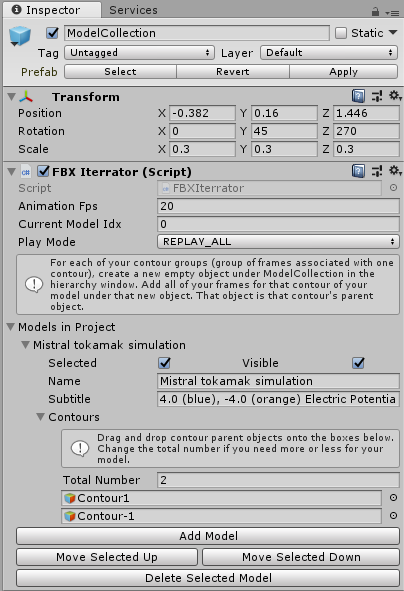 Inspector Services
ModelCollection Static
Tag Untagged Layer Default
Prefab Select Revert Apply
Transform
Position X -0.382 Y 0.16 Z 1.446
Rotation X 0 Y 45 Z 270
Scale X 0.3 Y 0.3 Z 0.3
FBX Iterrator (Script)
Script FBXIterrator
Animation Fps 20
Current Model Idx 0
Play Mode REPLAY_ALL
For each of your contour groups (group of frames associated with one
contour), create a new empty object under ModelCollection in the
hierarchy window. Add all of your frames for that contour of your
model under that new object. That object is that contour's parent
object.
Models in Project
Mistral tokamak simulation
Selected Visible
Name Mistral tokamak simulation
Subtitle 4.0 (blue), -4.0 (orange) Electric Potentia
Contours
Drag and drop contour parent objects onto the boxes below.
Change the total number if you need more or less for your
model.
Total Number 2
Contour1
Contour-1
Add Model
Move Selected Up Move Selected Down
Delete Selected Model